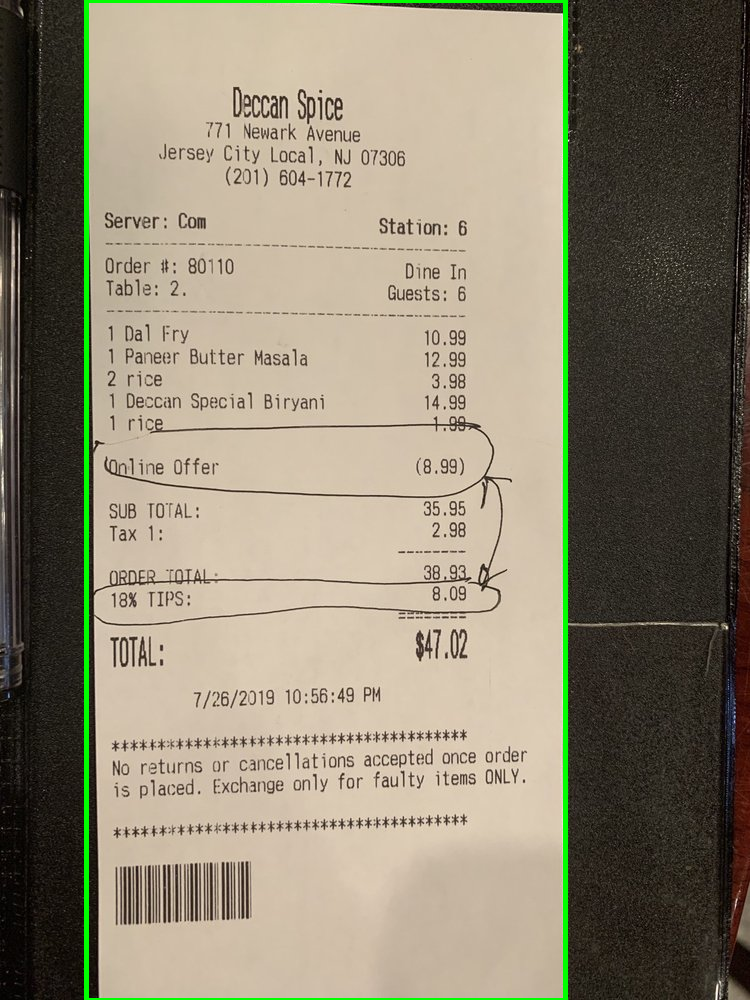 Deccan Spice
771 Newark Avenue
Jersey City Local, NJ 07306
(201) 604-1772
Server: Com Station: 6
Order #: 80110 Dine In
Table: 2. Guests: 6
1 Dal Fry 10.99
1 Paneer Butter Masala 12.99
2 rice 3.98
1 Deccan Special Biryani 14.99
1 rice 1.99
Online Offer (8.99)
SUB TOTAL: 35.95
Tax 1: 2.98
ORDER TOTAL: 38.93
18% TIPS: 8.09
TOTAL: $47.02
7/26/2019 10:56:49 PM
****************************************
No returns or cancellations accepted once order
is placed. Exchange only for faulty items ONLY.
****************************************